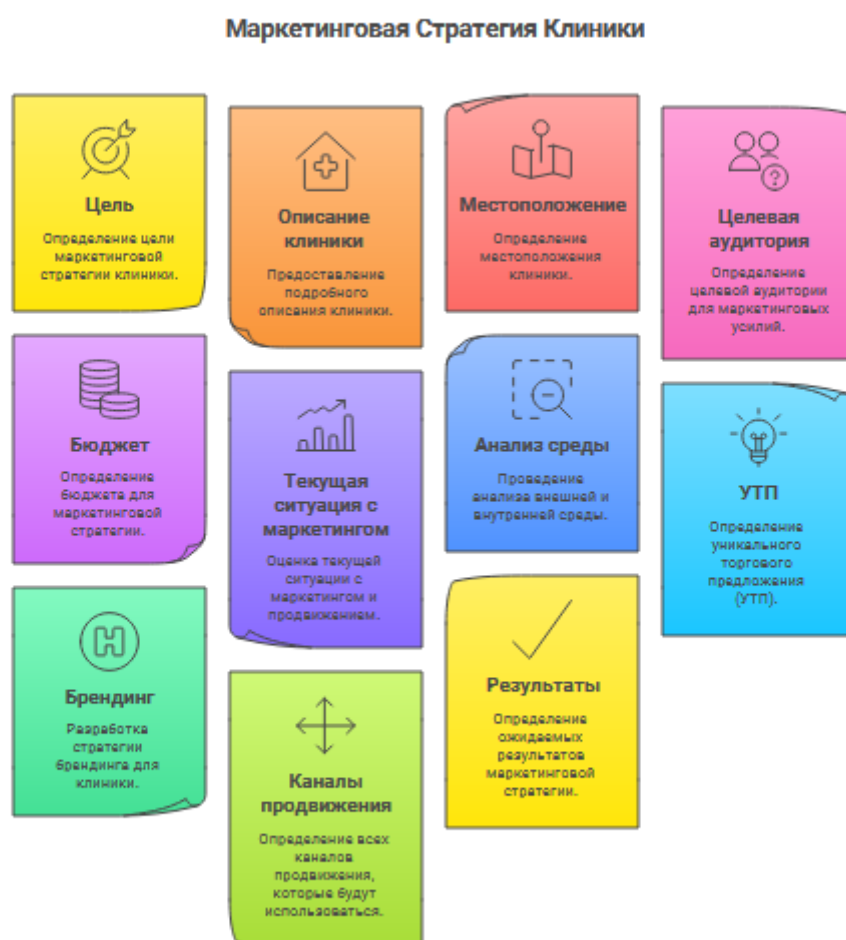 Маркетинговая Стратегия Клиники
Цель
Определение цели
маркетинговой
стратегии клиники.
Описание
клиники
Предоставление
подробного
описания клиники.
Местоположение
Определение
местоположения
клиники.
Целевая
аудитория
Определение
целевой аудитории
для маркетинговых
усилий.
Бюджет
Определение
бюджета для
маркетинговой
стратегии.
Текущая
ситуация с
маркетингом
Оценка текущей
ситуации с
маркетингом и
продвижением.
Анализ среды
Проведение
анализа внешней и
внутренней среды.
УТП
Определение
уникального
торгового
предложения
(УТП).
Брендинг
Разработка
стратегии
брендинга для
клиники.
Каналы
продвижения
Определение всех
каналов
продвижения,
которые будут
использоваться.
Результаты
Определение
ожидаемых
результатов
маркетинговой
стратегии.